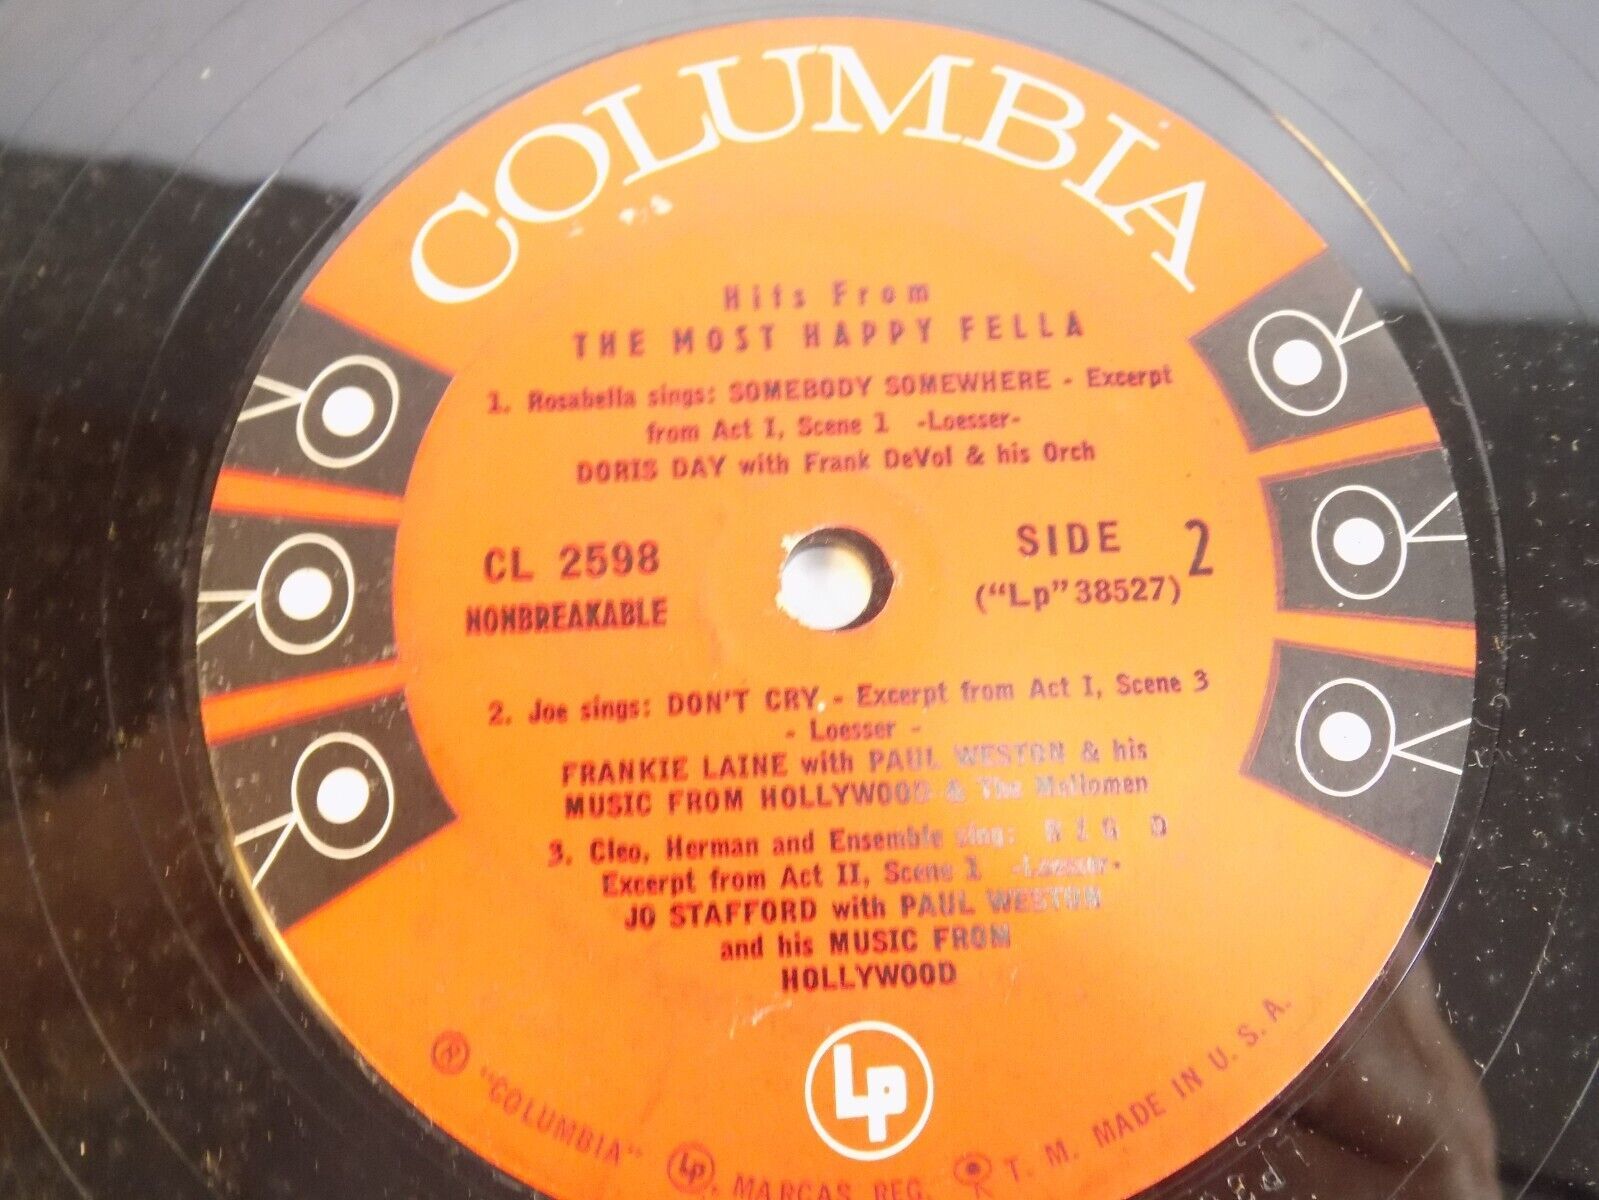 COLUMBIA
Hits From
THE MOST HAPPY FELLA
1. Rosabella sings: SOMEBODY SOMEWHERE - Excerpt
from Act I, Scene 1 -Loesser-
DORIS DAY with Frank DeVol & his Orch
CL 2598
NONBREAKABLE
SIDE 2
("Lp" 38527)
2. Joe sings: DON'T CRY - Excerpt from Act I, Scene 3
- Loesser -
FRANKIE LAINE with PAUL WESTON & his
MUSIC FROM HOLLYWOOD & The Mellomen
3. Cleo, Herman and Ensemble sing: BIG D
Excerpt from Act II, Scene 1 -Loesser-
JO STAFFORD with PAUL WESTON
and his MUSIC FROM
HOLLYWOOD
Lp
® "COLUMBIA" Lp, MARCAS REG. T. M. MADE IN U. S. A.